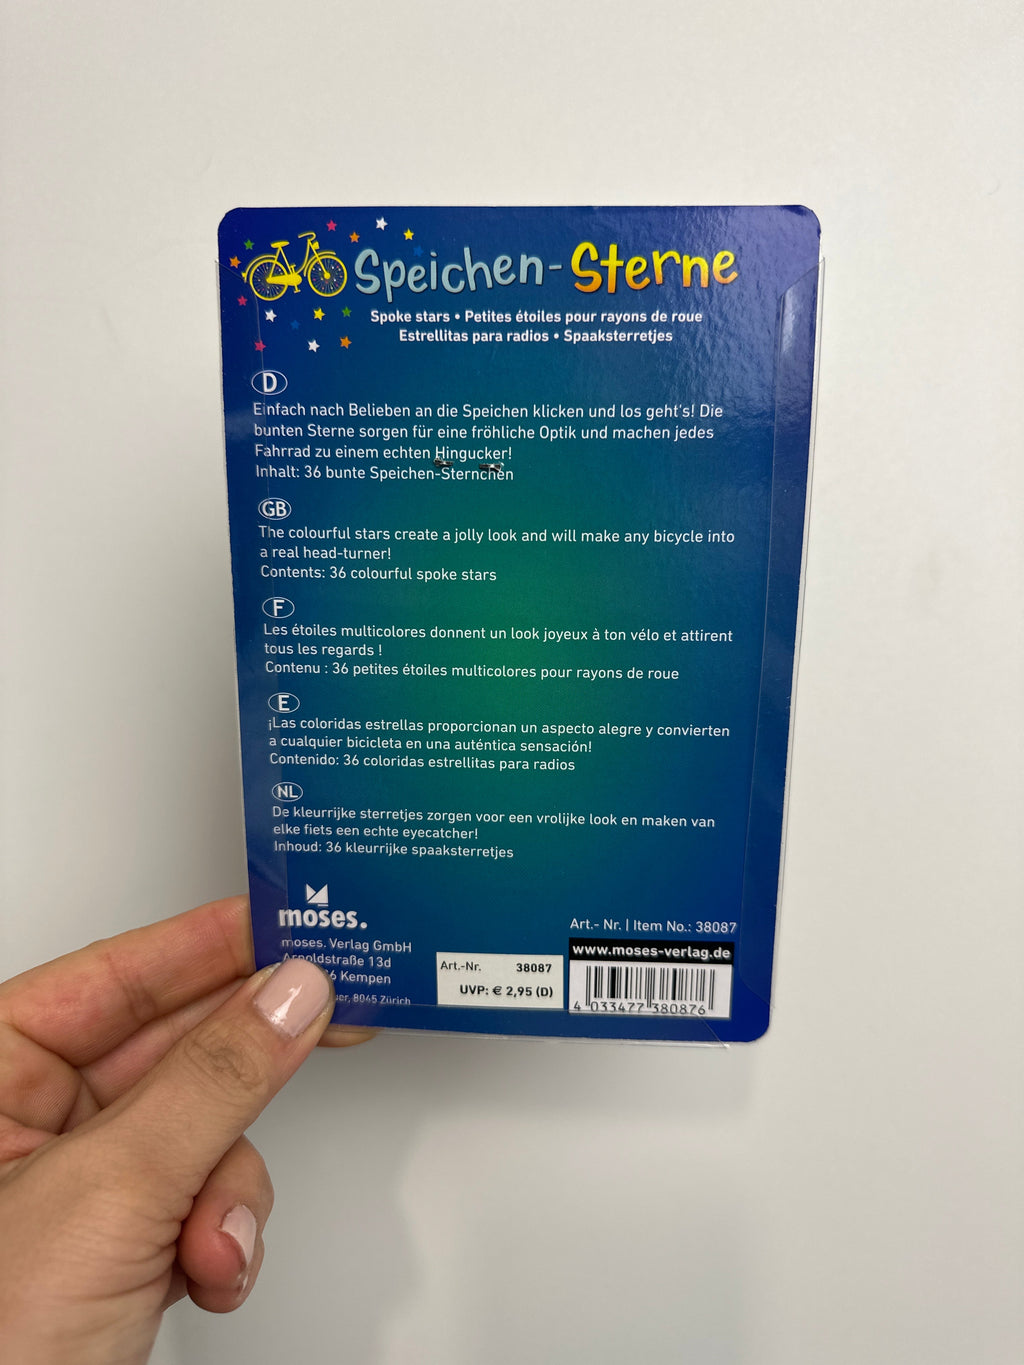 Speichen-Sterne
Spoke stars • Petites étoiles pour rayons de roue
Estrellitas para radios • Spaaksterretjes
D
Einfach nach Belieben an die Speichen klicken und los geht's! Die
bunten Sterne sorgen für eine fröhliche Optik und machen jedes
Fahrrad zu einem echten Hingucker!
Inhalt: 36 bunte Speichen-Sternchen
GB
The colourful stars create a jolly look and will make any bicycle into
a real head-turner!
Contents: 36 colourful spoke stars
F
Les étoiles multicolores donnent un look joyeux à ton vélo et attirent
tous les regards !
Contenu : 36 petites étoiles multicolores pour rayons de roue
E
¡Las coloridas estrellas proporcionan un aspecto alegre y convierten
a cualquier bicicleta en una auténtica sensación!
Contenido: 36 coloridas estrellitas para radios
NL
De kleurrijke sterretjes zorgen voor een vrolijke look en maken van
elke fiets een echte eyecatcher!
Inhoud: 36 kleurrijke spaaksterretjes
moses.
moses. Verlag GmbH
Arnoldstraße 13d
Kempen
8045 Zürich
Art.-Nr. 38087
UVP: € 2,95 (D)
Art.- Nr. | Item No.: 38087
www.moses-verlag.de
4 033477 380876